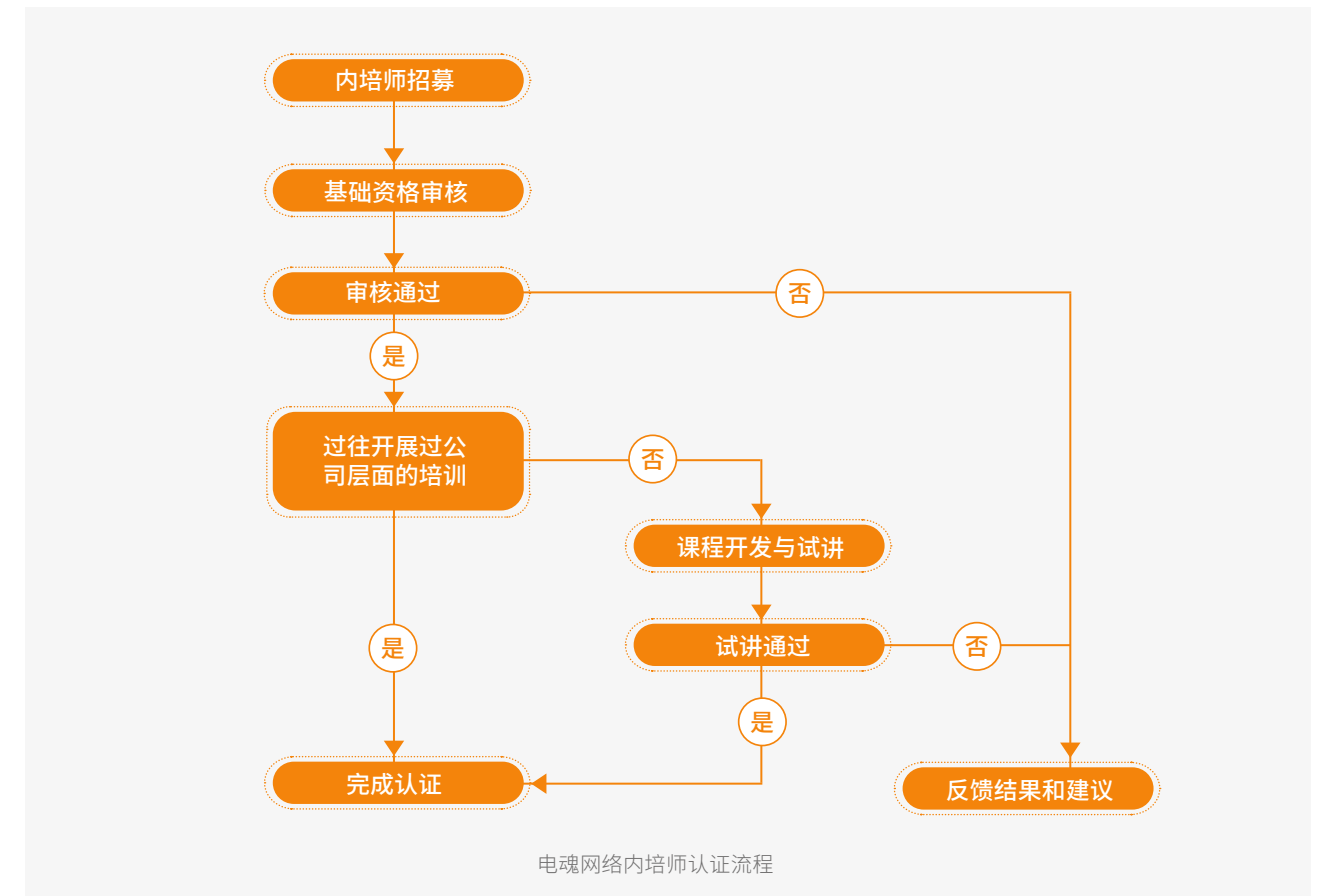 内培师招募
基础资格审核
审核通过
否
是
过往开展过公
司层面的培训
否
课程开发与试讲
试讲通过
否
是
是
完成认证
反馈结果和建议
电魂网络内培师认证流程